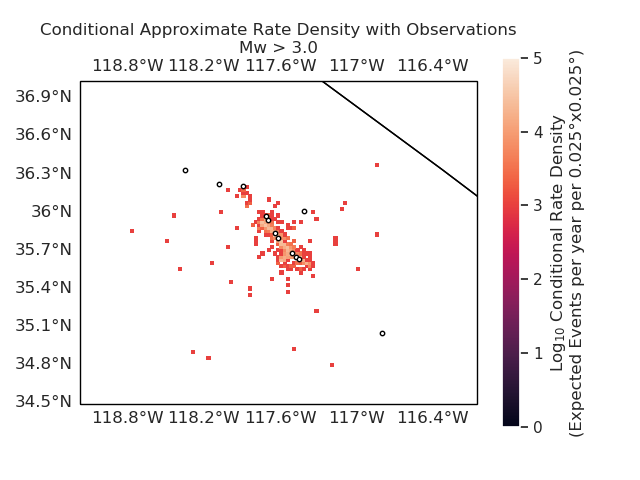 Conditional Approximate Rate Density with Observations
Mw > 3.0
118.8°W 118.2°W 117.6°W 117°W 116.4°W
36.9°N
36.6°N
36.3°N
36°N
35.7°N
35.4°N
35.1°N
34.8°N
34.5°N
118.8°W 118.2°W 117.6°W 117°W 116.4°W
5
4
3
2
1
0
Log₁₀ Conditional Rate Density
(Expected Events per year per 0.025°x0.025°)